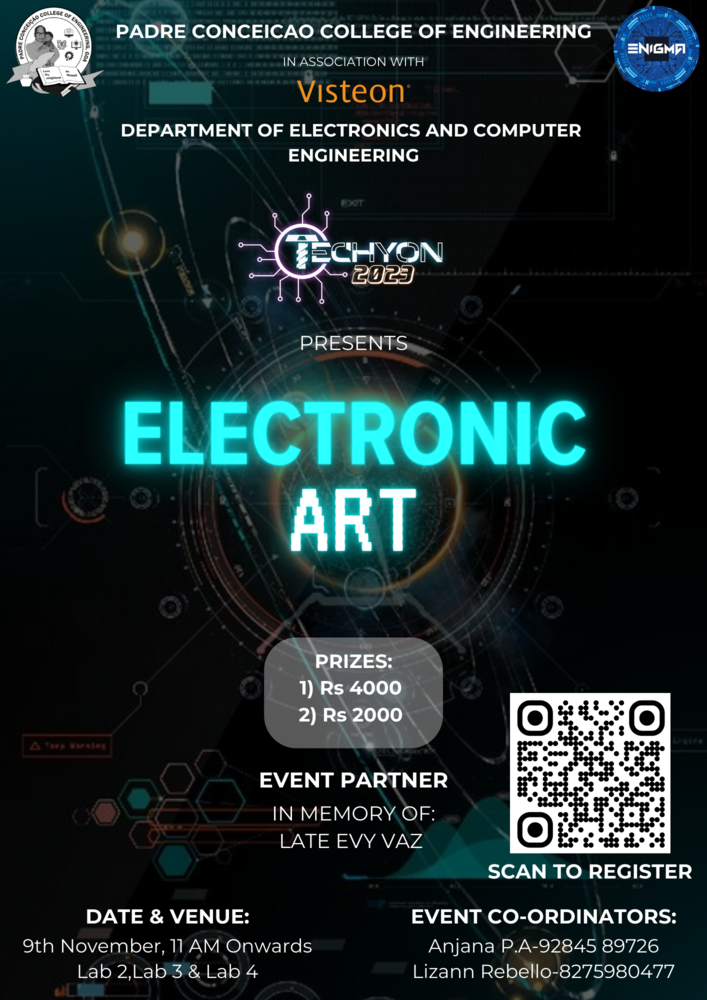 PADRE CONCEICAO COLLEGE OF ENGINEERING
IN ASSOCIATION WITH
Visteon
DEPARTMENT OF ELECTRONICS AND COMPUTER
ENGINEERING
ENIGMA
EXIT
TECHYON
2023
PRESENTS
ELECTRONIC
ART
PRIZES:
1) Rs 4000
2) Rs 2000
Temp Warning
EVENT PARTNER
IN MEMORY OF:
LATE EVY VAZ
SCAN TO REGISTER
DATE & VENUE:
9th November, 11 AM Onwards
Lab 2,Lab 3 & Lab 4
EVENT CO-ORDINATORS:
Anjana P.A-92845 89726
Lizann Rebello-8275980477